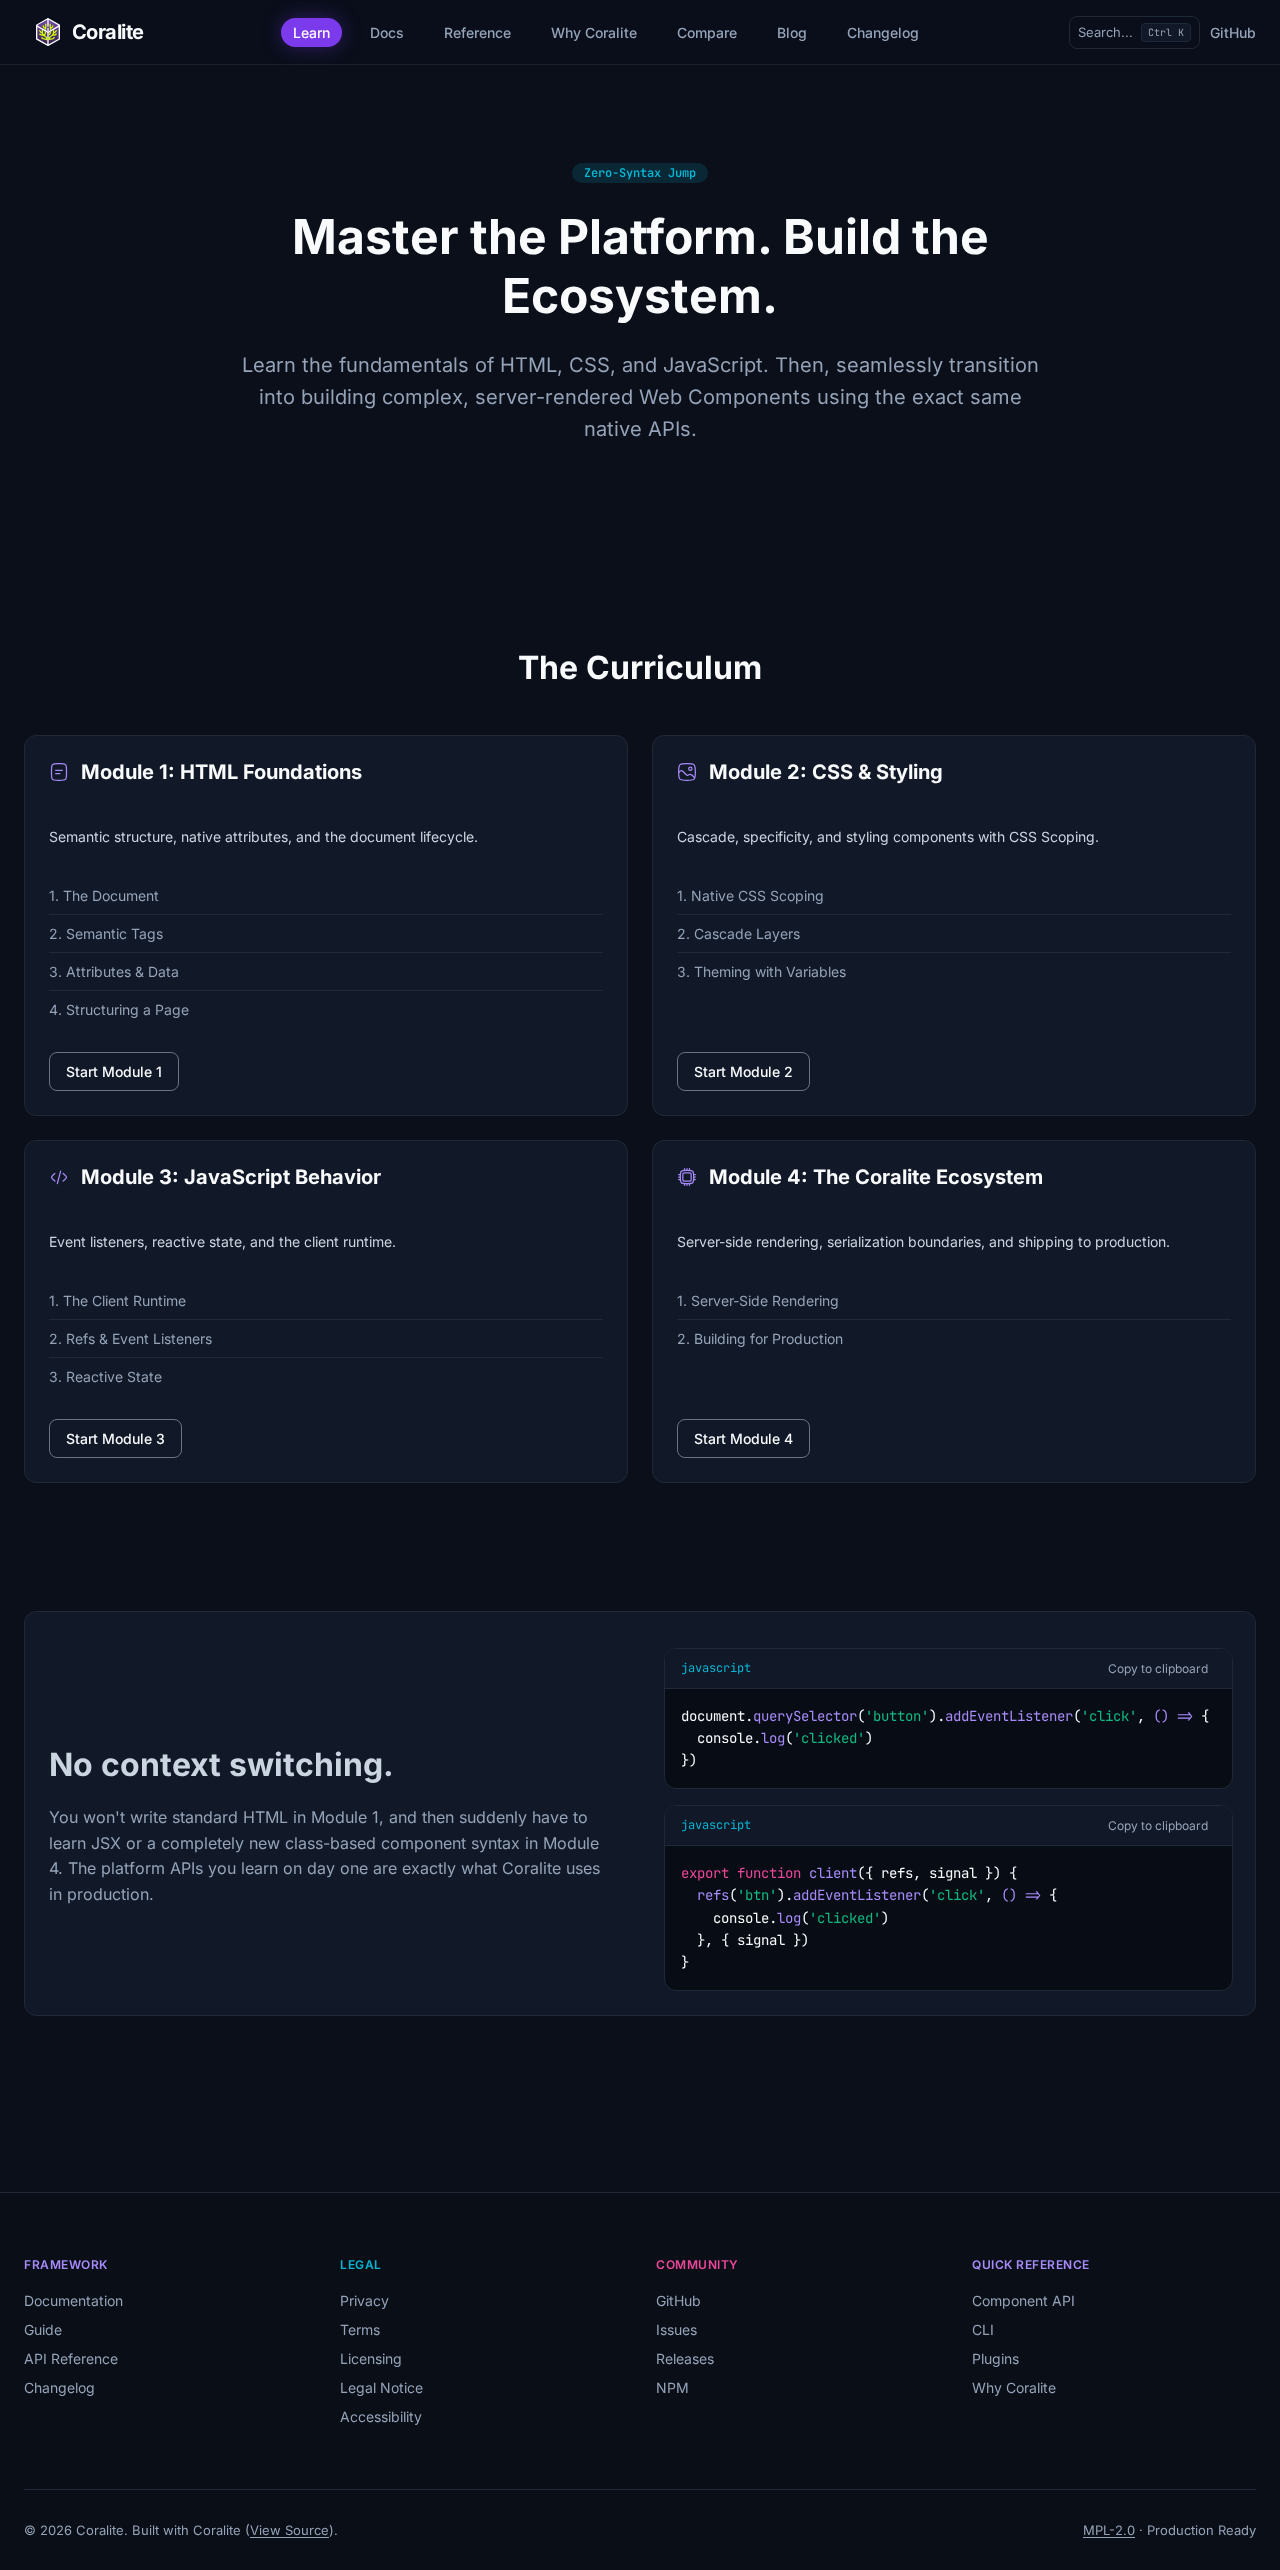 Coralite
Learn
Docs
Reference
Why Coralite
Compare
Blog
Changelog
Search...
Ctrl K
GitHub
Zero-Syntax Jump
Master the Platform. Build the
Ecosystem.
Learn the fundamentals of HTML, CSS, and JavaScript. Then, seamlessly transition
into building complex, server-rendered Web Components using the exact same
native APIs.
The Curriculum
Module 1: HTML Foundations
Semantic structure, native attributes, and the document lifecycle.
1. The Document
2. Semantic Tags
3. Attributes & Data
4. Structuring a Page
Start Module 1
Module 2: CSS & Styling
Cascade, specificity, and styling components with CSS Scoping.
1. Native CSS Scoping
2. Cascade Layers
3. Theming with Variables
Start Module 2
Module 3: JavaScript Behavior
Event listeners, reactive state, and the client runtime.
1. The Client Runtime
2. Refs & Event Listeners
3. Reactive State
Start Module 3
Module 4: The Coralite Ecosystem
Server-side rendering, serialization boundaries, and shipping to production.
1. Server-Side Rendering
2. Building for Production
Start Module 4
No context switching.
You won't write standard HTML in Module 1, and then suddenly have to
learn JSX or a completely new class-based component syntax in Module
4. The platform APIs you learn on day one are exactly what Coralite uses
in production.
javascript
Copy to clipboard
document.querySelector('button').addEventListener('click', () => {
  console.log('clicked')
})
javascript
Copy to clipboard
export function client({ refs, signal }) {
  refs('btn').addEventListener('click', () => {
    console.log('clicked')
  }, { signal })
}
FRAMEWORK
Documentation
Guide
API Reference
Changelog
LEGAL
Privacy
Terms
Licensing
Legal Notice
Accessibility
COMMUNITY
GitHub
Issues
Releases
NPM
QUICK REFERENCE
Component API
CLI
Plugins
Why Coralite
© 2026 Coralite. Built with Coralite (View Source).
MPL-2.0 · Production Ready